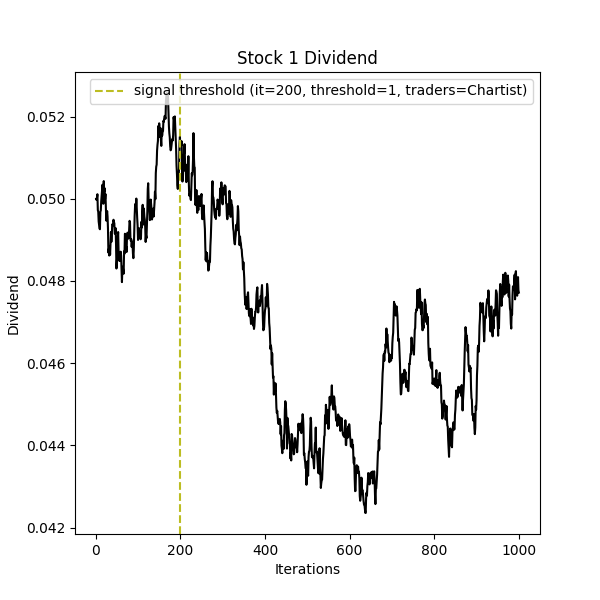 Stock 1 Dividend
signal threshold (it=200, threshold=1, traders=Chartist)
0.052
0.050
0.048
0.046
0.044
0.042
Dividend
0 200 400 600 800 1000
Iterations